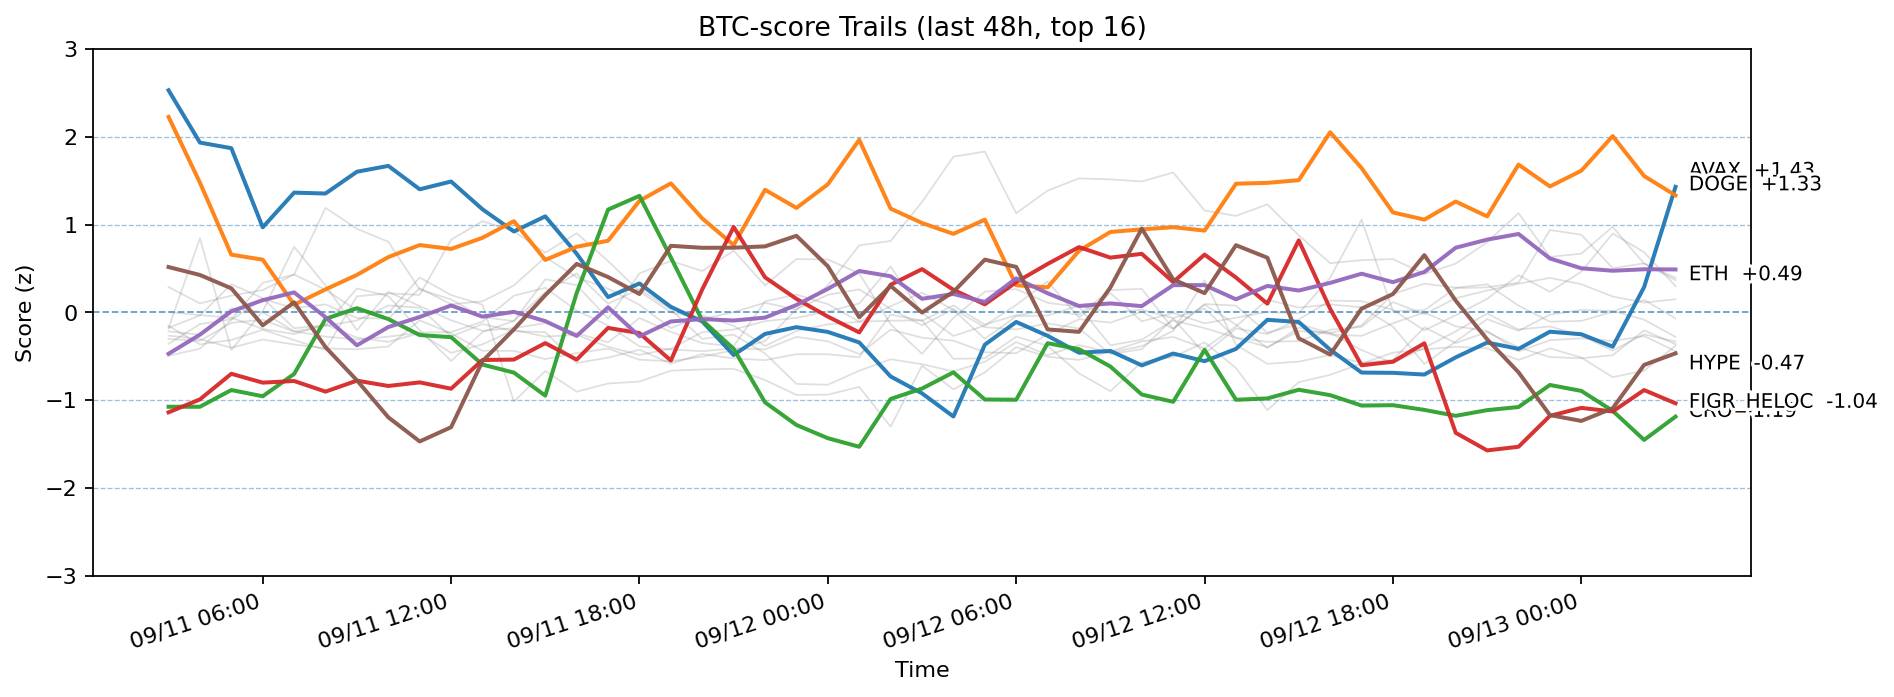 BTC-score Trails (last 48h, top 16)
Score (z)
3
2
1
0
−1
−2
−3
AVAX +1.43
DOGE +1.33
ETH +0.49
HYPE -0.47
FIGR_HELOC -1.04
CRO -1.19
09/11 06:00
09/11 12:00
09/11 18:00
09/12 00:00
09/12 06:00
09/12 12:00
09/12 18:00
09/13 00:00
Time